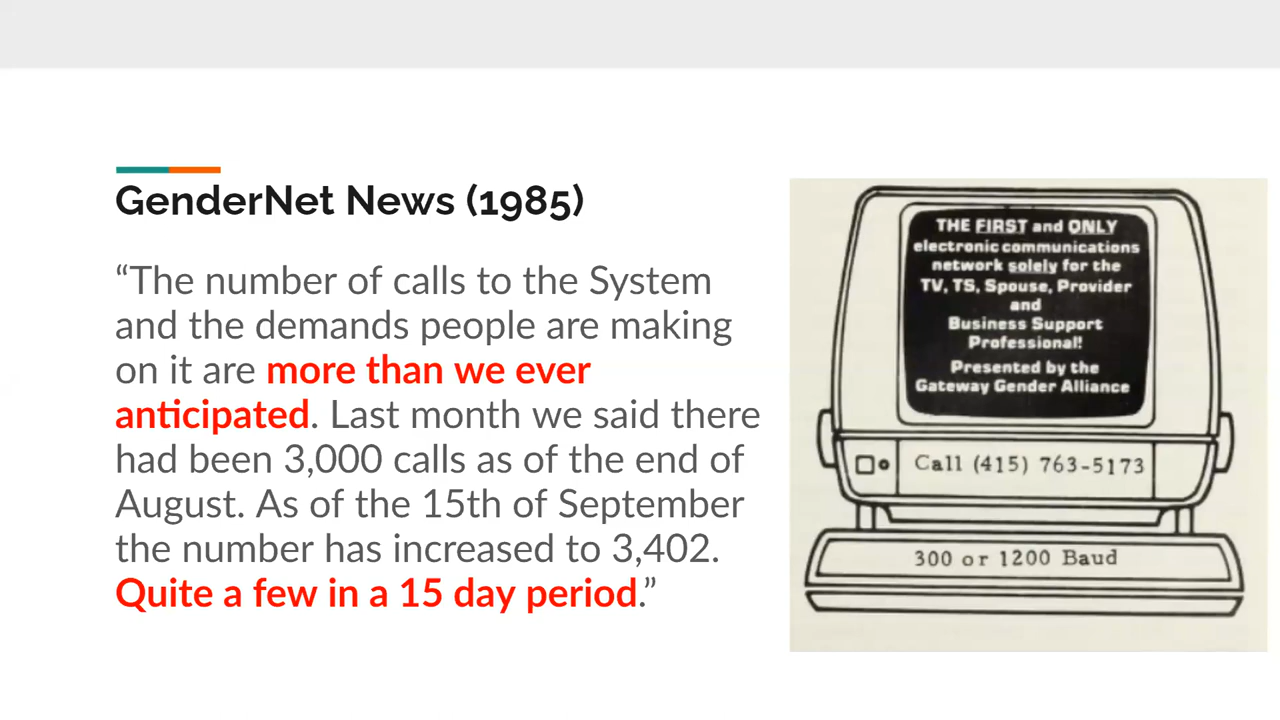 GenderNet News (1985)
“The number of calls to the System
and the demands people are making
on it are more than we ever
anticipated. Last month we said there
had been 3,000 calls as of the end of
August. As of the 15th of September
the number has increased to 3,402.
Quite a few in a 15 day period.”
THE FIRST and ONLY
electronic communications
network solely for the
TV, TS, Spouse, Provider
and
Business Support
Professional!
Presented by the
Gateway Gender Alliance
Call (415) 763-5173
300 or 1200 Baud